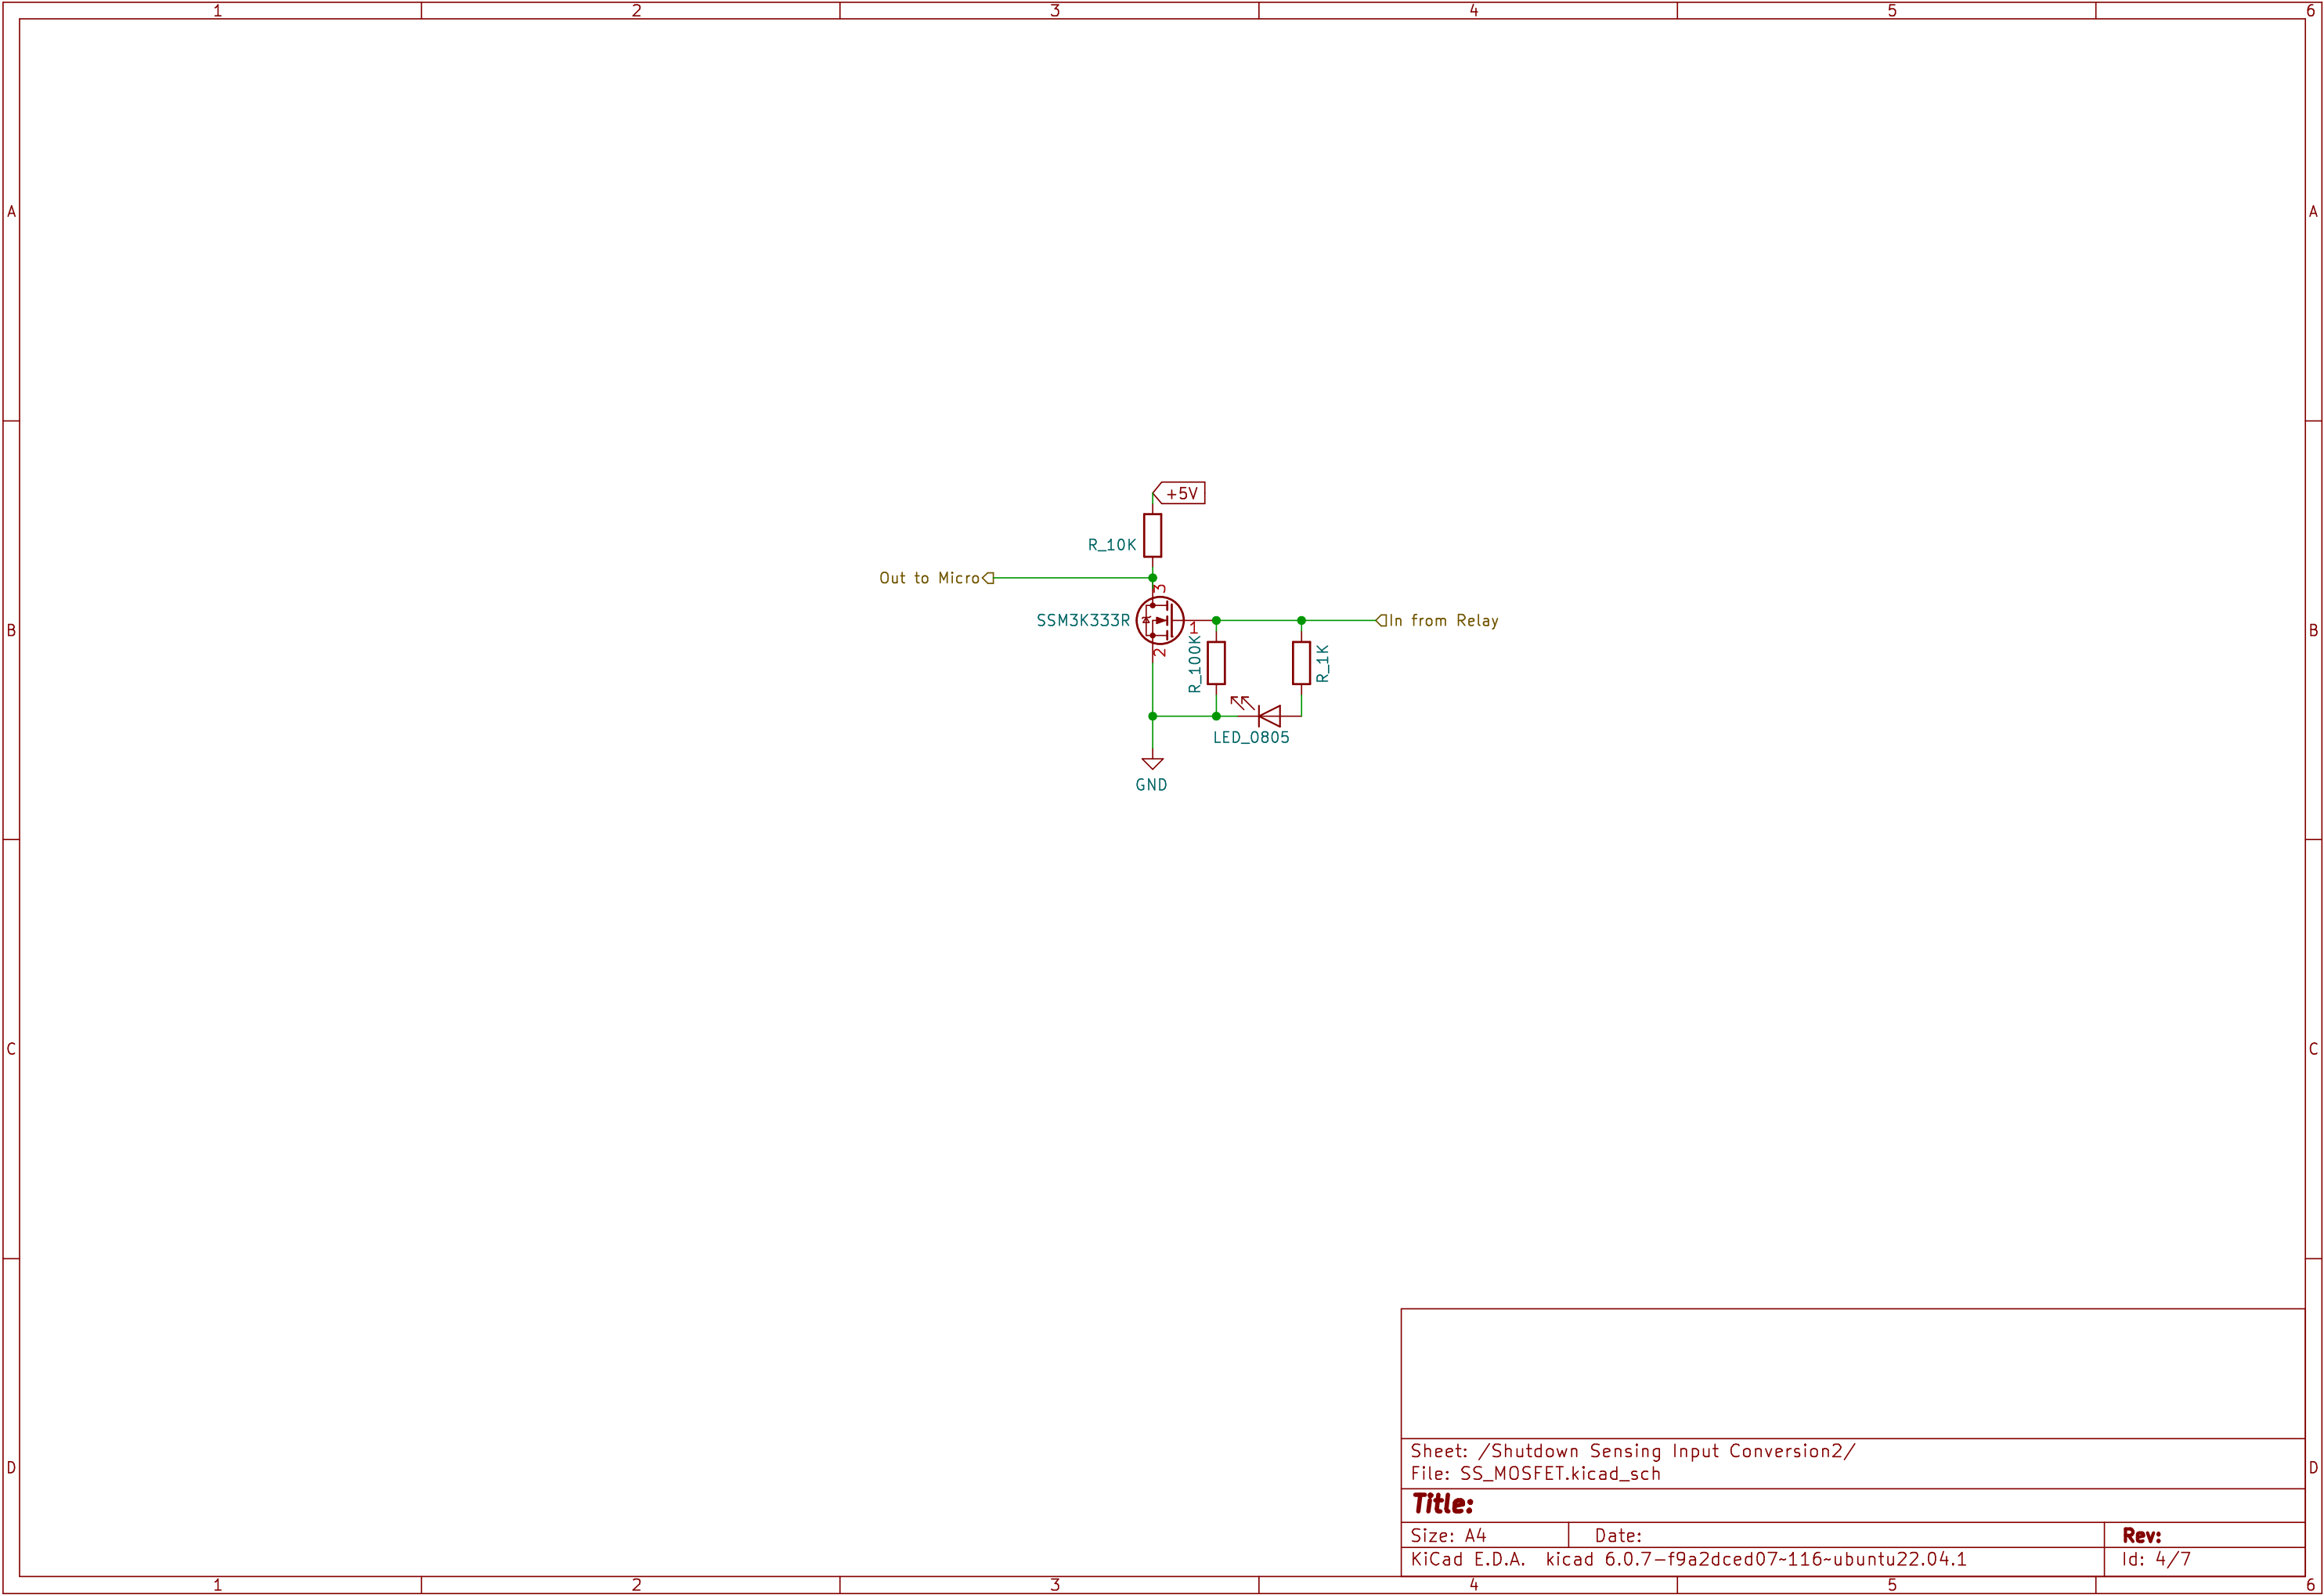 1 2 3 4 5 6
A A
+5V
R_10K
Out to Micro
3
SSM3K333R
1
In from Relay
B B
2
R_100K
R_1K
LED_0805
GND
C C
Sheet: /Shutdown Sensing Input Conversion2/
File: SS_MOSFET.kicad_sch
D D
Title:
Size: A4 Date: Rev:
KiCad E.D.A. kicad 6.0.7-f9a2dced07~116~ubuntu22.04.1 Id: 4/7
1 2 3 4 5 6